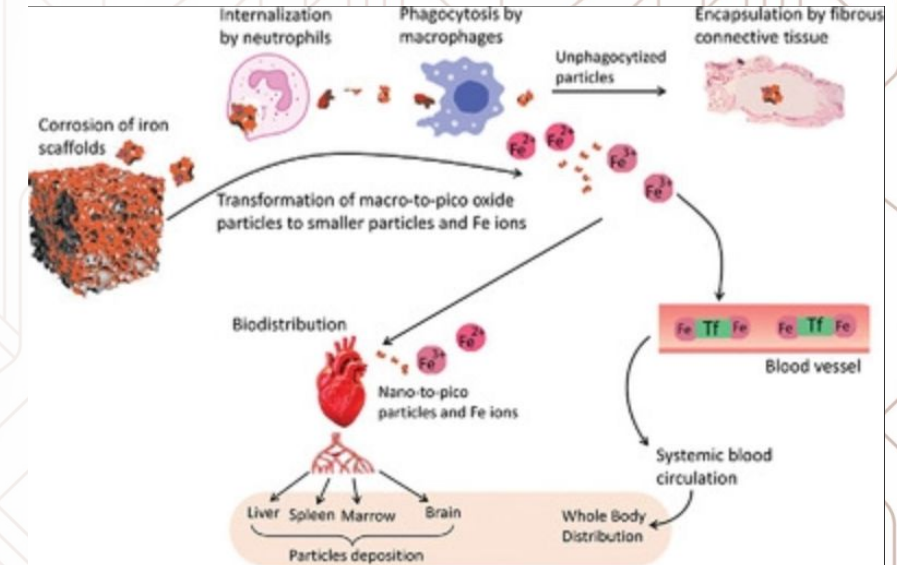 Internalization
by neutrophils
Phagocytosis by
macrophages
Encapsulation by fibrous
connective tissue
Unphagocytized
particles
Corrosion of iron
scaffolds
Fe2+
Fe2+
Fe3+
Fe3+
Transformation of macro-to-pico oxide
particles to smaller particles and Fe ions
Biodistribution
Fe3+
Fe2+
Nano-to-pico
particles and Fe ions
Fe Tf Fe
Fe Tf Fe
Blood vessel
Systemic blood
circulation
Liver Spleen Marrow Brain
Particles deposition
Whole Body
Distribution